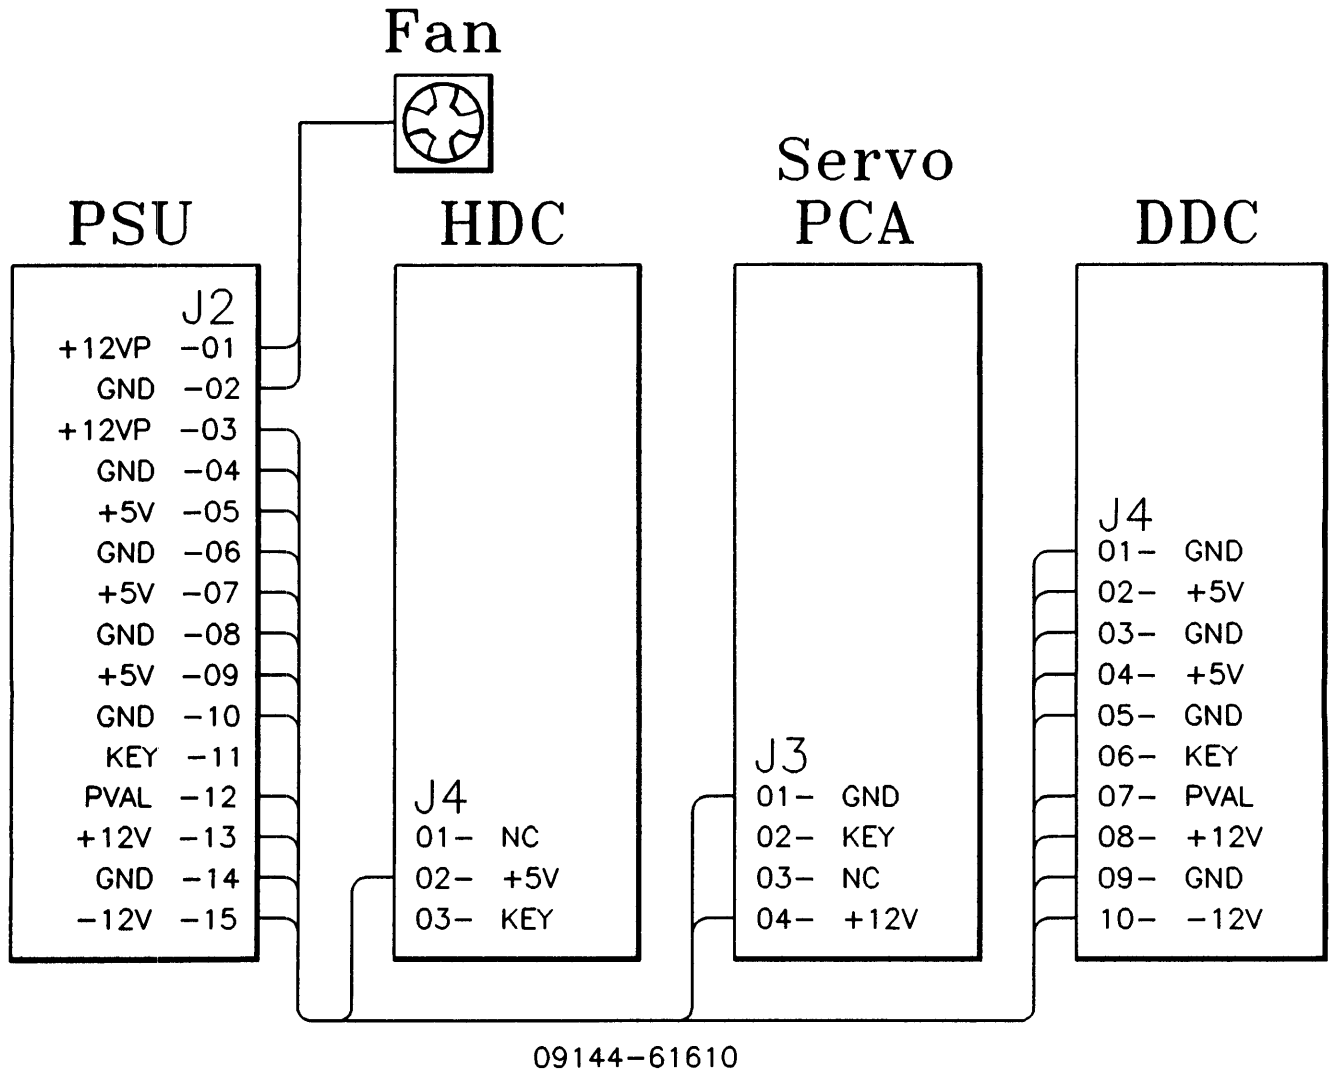 Fan
PSU
HDC
Servo
PCA
DDC
J2
+12VP -01
GND -02
+12VP -03
GND -04
+5V -05
GND -06
+5V -07
GND -08
+5V -09
GND -10
KEY -11
PVAL -12
+12V -13
GND -14
-12V -15
J4
01- NC
02- +5V
03- KEY
J3
01- GND
02- KEY
03- NC
04- +12V
J4
01- GND
02- +5V
03- GND
04- +5V
05- GND
06- KEY
07- PVAL
08- +12V
09- GND
10- -12V
09144-61610